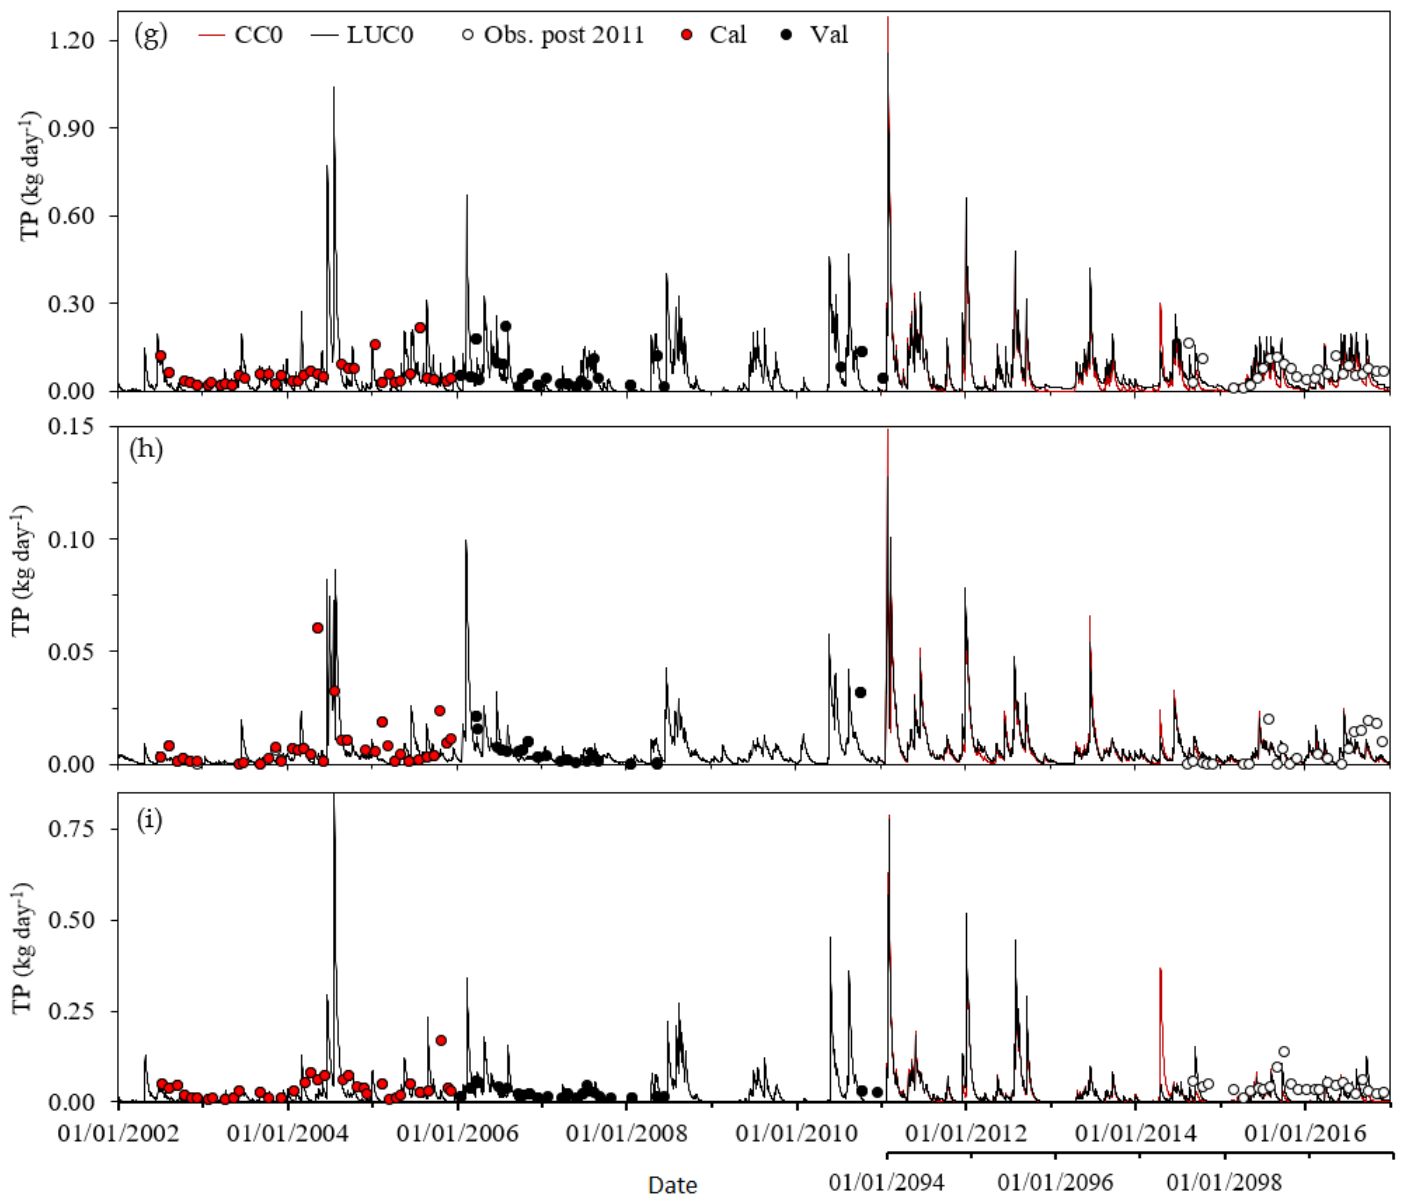 (g) CC0 LUC0 Obs. post 2011 Cal Val
1.20
0.90
0.60
0.30
0.00
TP (kg day-1)
(h)
0.15
0.10
0.05
0.00
TP (kg day-1)
(i)
0.75
0.50
0.25
0.00
TP (kg day-1)
01/01/2002 01/01/2004 01/01/2006 01/01/2008 01/01/2010 01/01/2012 01/01/2014 01/01/2016
Date 01/01/2094 01/01/2096 01/01/2098